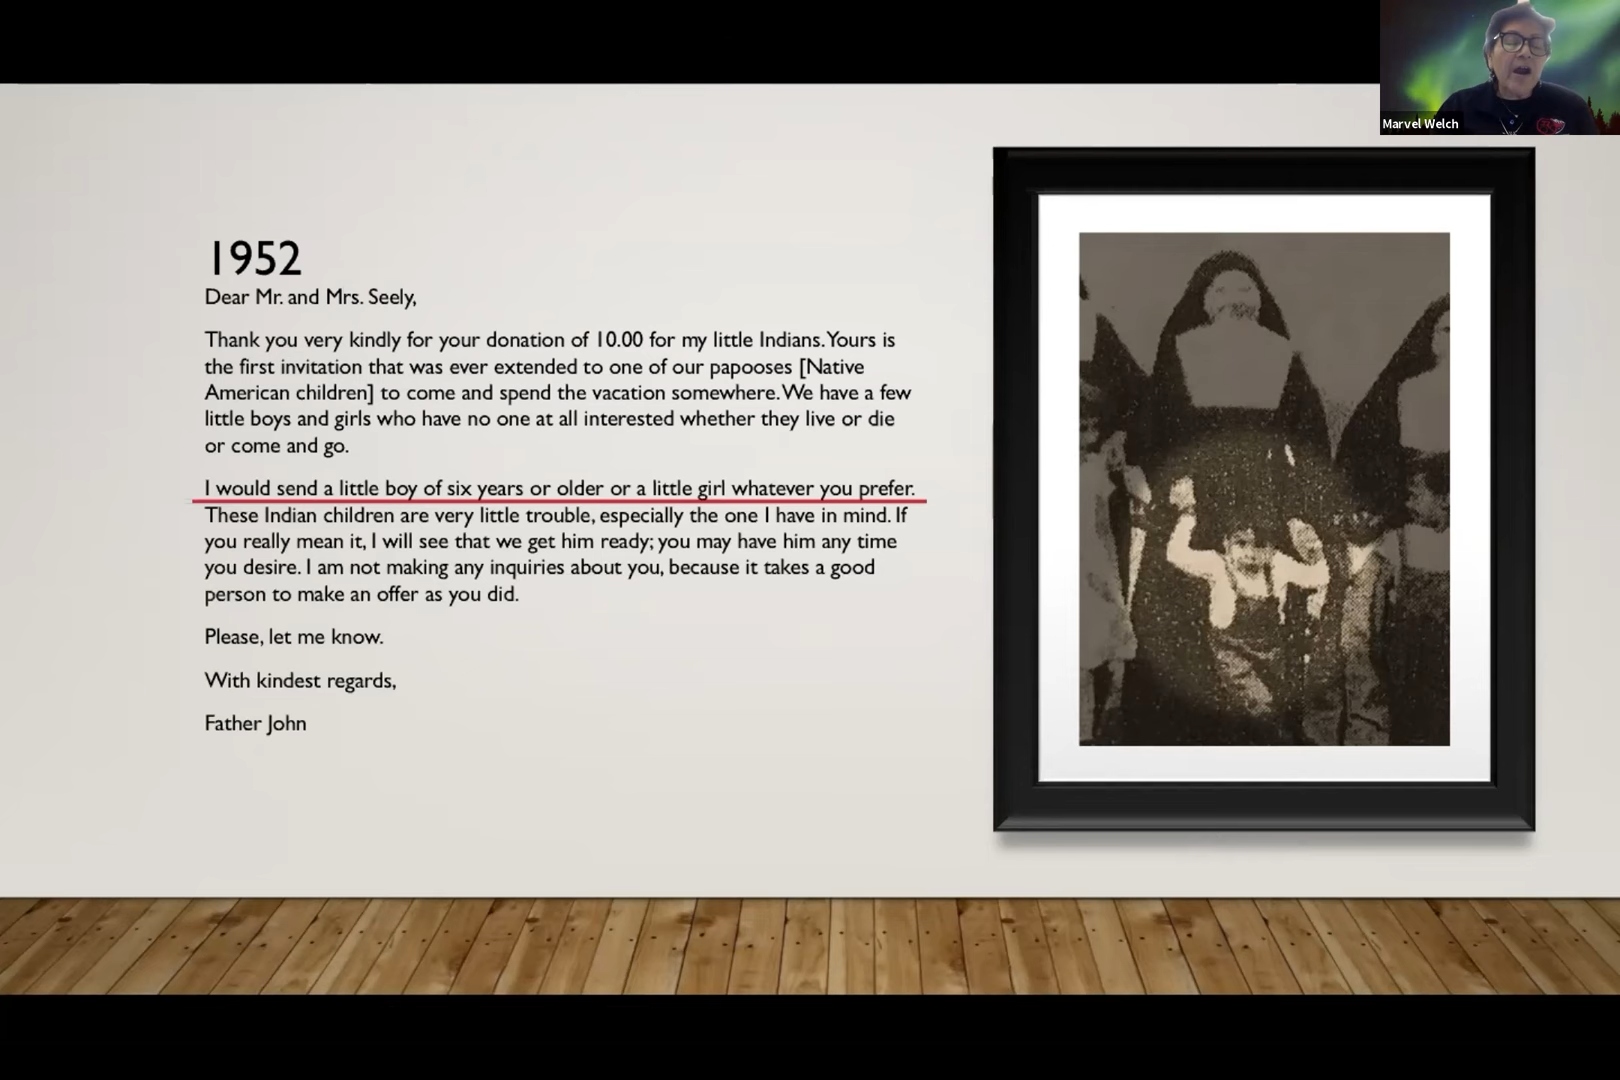 Marvel Welch
1952
Dear Mr. and Mrs. Seely,
Thank you very kindly for your donation of 10.00 for my little Indians. Yours is
the first invitation that was ever extended to one of our papooses [Native
American children] to come and spend the vacation somewhere. We have a few
little boys and girls who have no one at all interested whether they live or die
or come and go.
I would send a little boy of six years or older or a little girl whatever you prefer.
These Indian children are very little trouble, especially the one I have in mind. If
you really mean it, I will see that we get him ready; you may have him any time
you desire. I am not making any inquiries about you, because it takes a good
person to make an offer as you did.
Please, let me know.
With kindest regards,
Father John